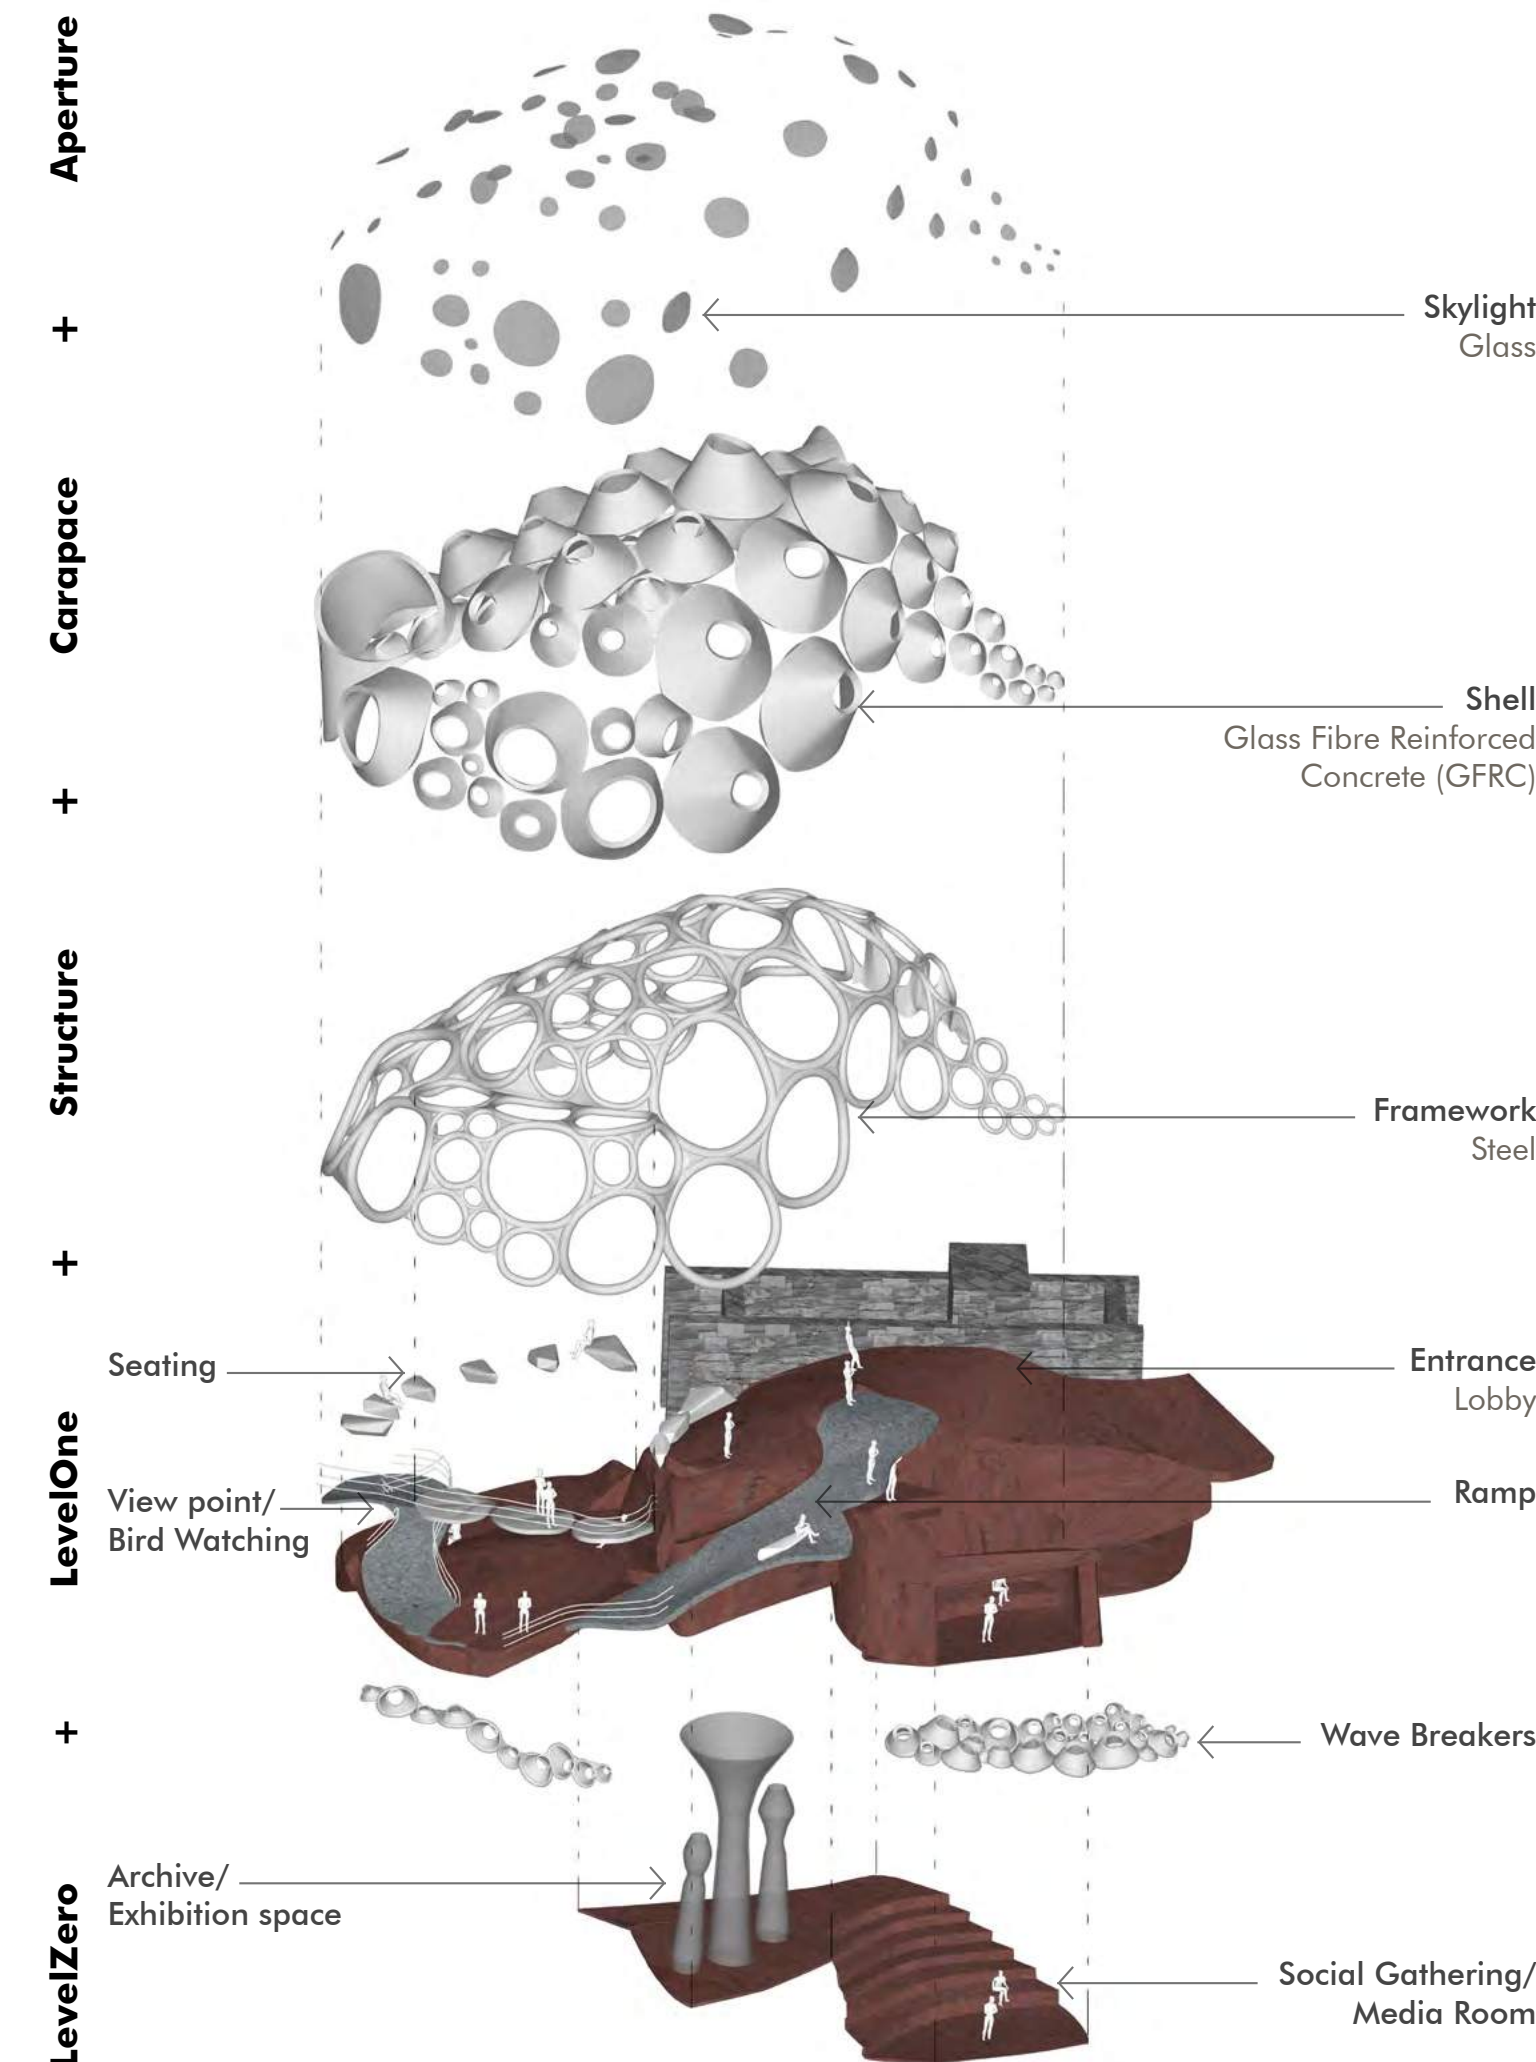 Aperture
+
Skylight
Glass
Carapace
+
Shell
Glass Fibre Reinforced
Concrete (GFRC)
Structure
+
Framework
Steel
LevelOne
+
Seating
View point/
Bird Watching
Entrance
Lobby
Ramp
Wave Breakers
LevelZero
Archive/
Exhibition space
Social Gathering/
Media Room